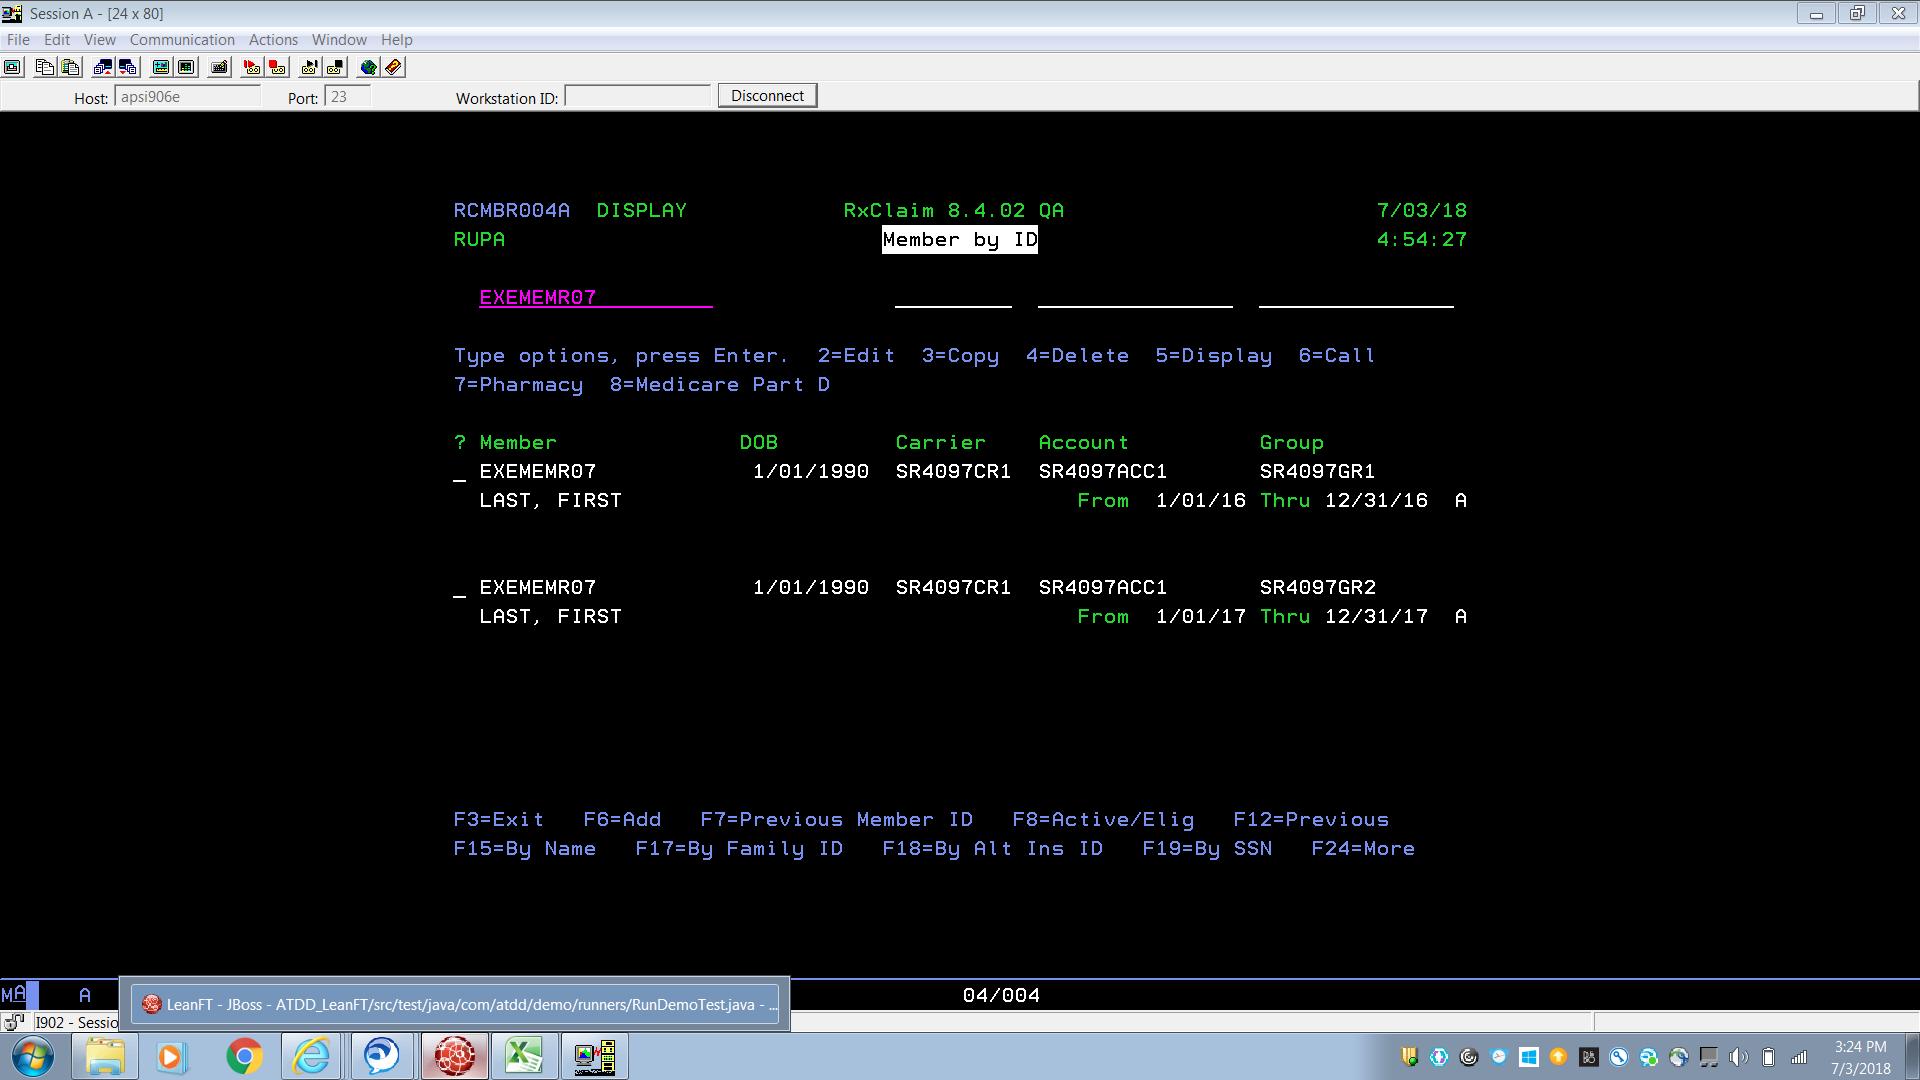 Session A - [24 x 80]
File Edit View Communication Actions Window Help
Host: apsi906e Port: 23 Workstation ID: Disconnect
RCMBR004A DISPLAY RxClaim 8.4.02 QA 7/03/18
RUPA Member by ID 4:54:27
EXEMEMR07
Type options, press Enter. 2=Edit 3=Copy 4=Delete 5=Display 6=Call
7=Pharmacy 8=Medicare Part D
? Member DOB Carrier Account Group
_ EXEMEMR07 1/01/1990 SR4097CR1 SR4097ACC1 SR4097GR1
LAST, FIRST From 1/01/16 Thru 12/31/16 A
_ EXEMEMR07 1/01/1990 SR4097CR1 SR4097ACC1 SR4097GR2
LAST, FIRST From 1/01/17 Thru 12/31/17 A
F3=Exit F6=Add F7=Previous Member ID F8=Active/Elig F12=Previous
F15=By Name F17=By Family ID F18=By Alt Ins ID F19=By SSN F24=More
MA A 04/004
LeanFT - JBoss - ATDD_LeanFT/src/test/java/com/atdd/demo/runners/RunDemoTest.java - ...
I902 - Sessio
3:24 PM
7/3/2018